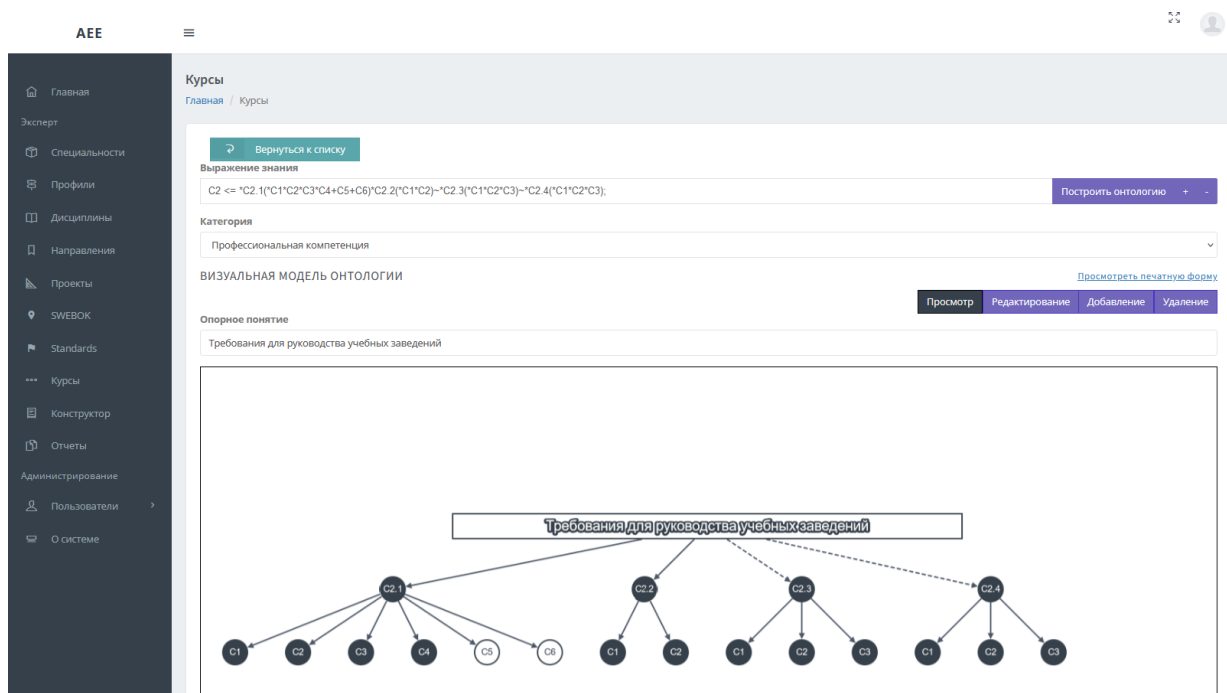 AEE
Главная
Эксперт
Специальности
Профили
Дисциплины
Направления
Проекты
SWEBOK
Standards
Курсы
Конструктор
Отчеты
Администрирование
Пользователи
О системе
Курсы
Главная / Курсы
Вернуться к списку
Выражение знания
C2 <= *C2.1(*C1*C2*C3*C4+C5+C6)*C2.2(*C1*C2)~*C2.3(*C1*C2*C3)~*C2.4(*C1*C2*C3);
Построить онтологию + -
Категория
Профессиональная компетенция
ВИЗУАЛЬНАЯ МОДЕЛЬ ОНТОЛОГИИ
Просмотреть печатную форму
Просмотр Редактирование Добавление Удаление
Опорное понятие
Требования для руководства учебных заведений
Требования для руководства учебных заведений
C2.1 C2.2 C2.3 C2.4
C1 C2 C3 C4 C5 C6 C1 C2 C1 C2 C3 C1 C2 C3